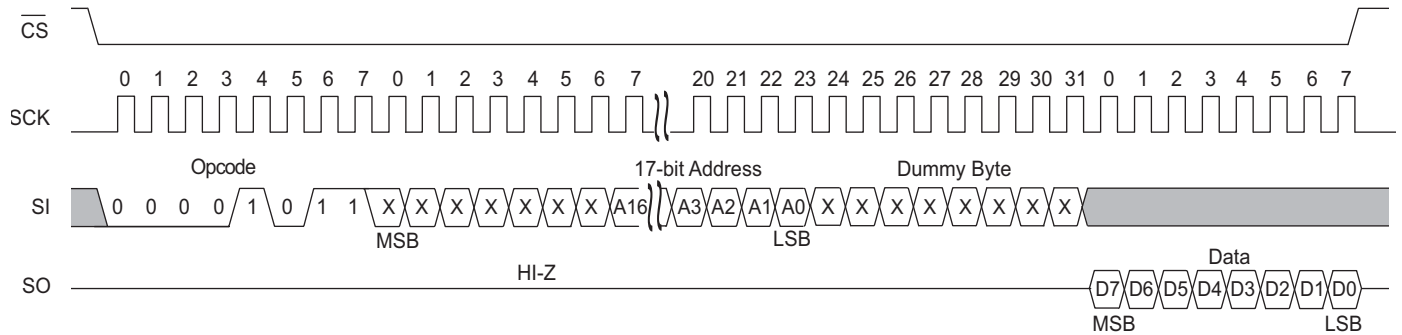 CS
0 1 2 3 4 5 6 7 0 1 2 3 4 5 6 7 20 21 22 23 24 25 26 27 28 29 30 31 0 1 2 3 4 5 6 7
SCK
Opcode 17-bit Address Dummy Byte
SI 0 0 0 0 1 0 1 1 X X X X X X X A16 A3 A2 A1 A0 X X X X X X X X
MSB LSB
HI-Z Data
SO D7 D6 D5 D4 D3 D2 D1 D0
MSB LSB